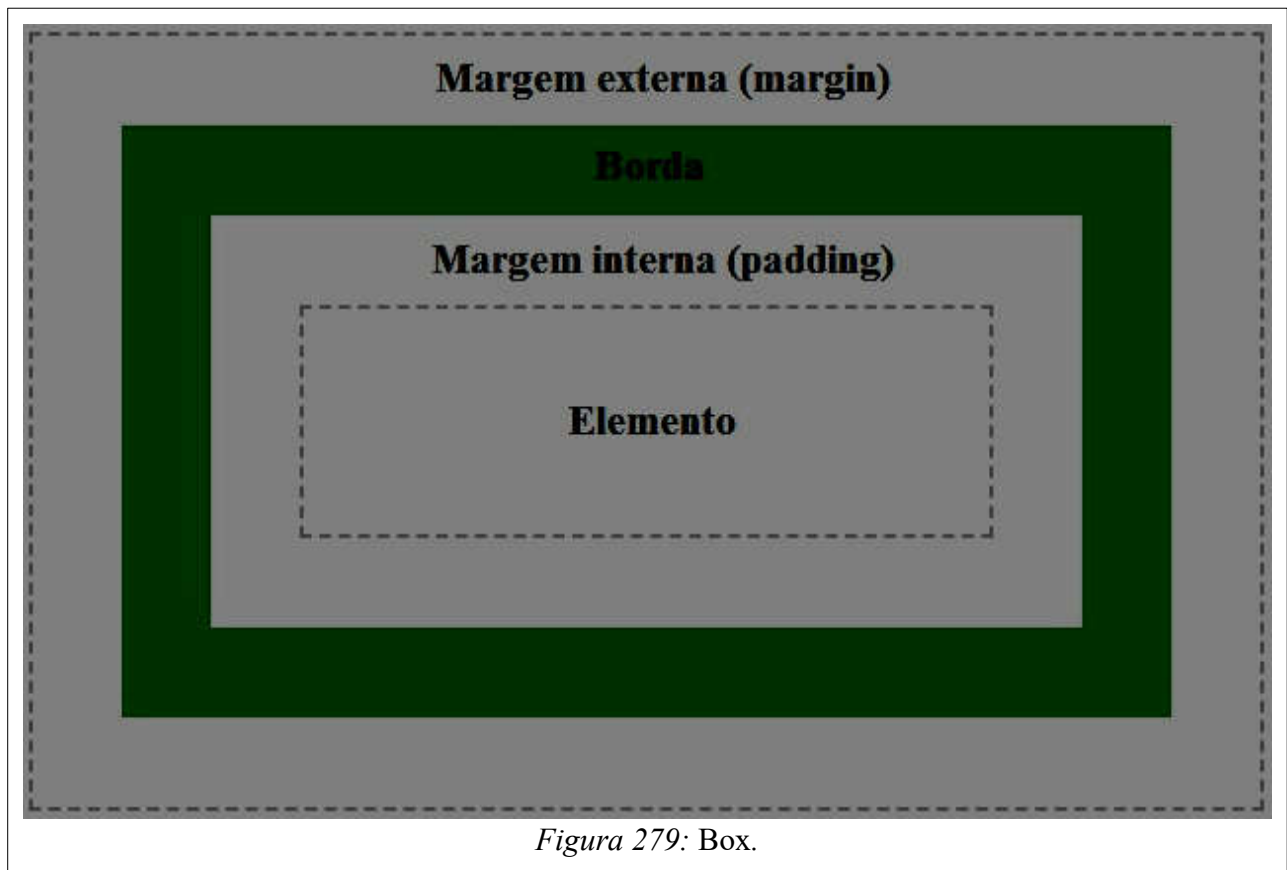 Margem externa (margin)
Borda
Margem interna (padding)
Elemento
Figura 279: Box.